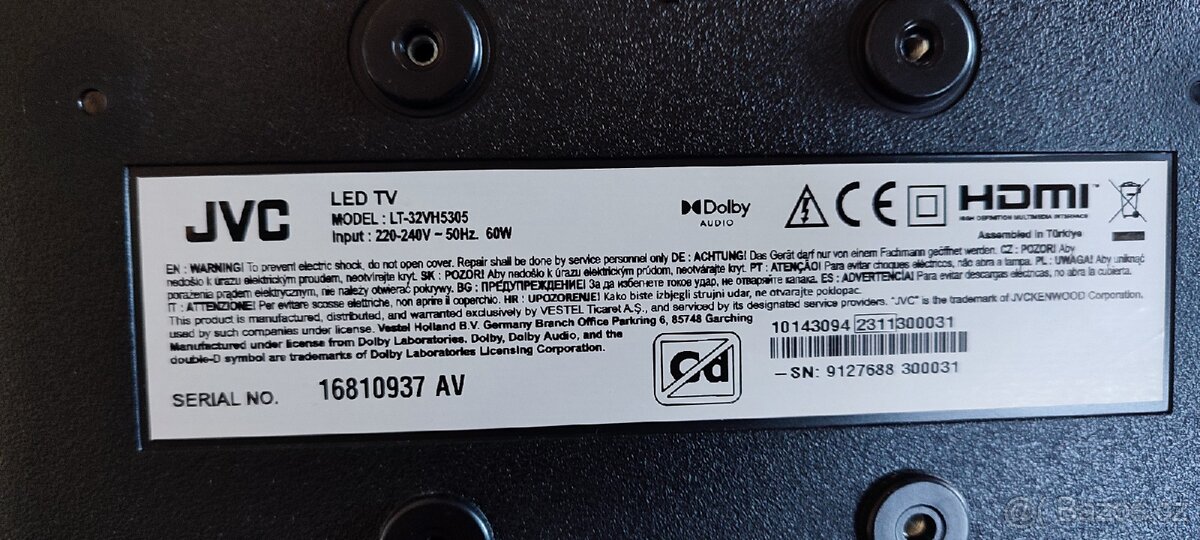 JVC
LED TV
MODEL : LT-32VH5305
Input : 220-240V ~ 50Hz. 60W
Dolby
AUDIO
CE
HDMI™
HIGH DEFINITION MULTIMEDIA INTERFACE
Assembled in Türkiye
EN : WARNING! To prevent electric shock, do not open cover. Repair shall be done by service personnel only DE : ACHTUNG! Das Gerät darf nur von einem Fachmann geöffnet werden. CZ : POZOR! Aby
nedošlo k úrazu elektrickým proudem, neotvírejte kryt. SK : POZOR! Aby nedošlo k úrazu elektrickým prúdom, neotvárajte kryt. PT : ATENÇÃO! Para evitar choques eléctricos, não abra a tampa. PL : UWAGA! Aby uniknąć
porażenia prądem elektrycznym, nie należy otwierać pokrywy. BG : ПРЕДУПРЕЖДЕНИЕ! За да избегнете токов удар, не отваряйте капака. ES : ADVERTENCIA! Para evitar descargas eléctricas, no abra la cubierta.
IT : ATTENZIONE! Per evitare scosse elettriche, non aprire il coperchio. HR : UPOZORENJE! Kako biste izbjegli strujni udar, ne otvarajte poklopac.
This product is manufactured, distributed, and warranted exclusively by VESTEL Ticaret A.Ş., and serviced by its designated service providers. "JVC" is the trademark of JVCKENWOOD Corporation,
used by such companies under license. Vestel Holland B.V. Germany Branch Office Parkring 6, 85748 Garching
Manufactured under license from Dolby Laboratories. Dolby, Dolby Audio, and the
double-D symbol are trademarks of Dolby Laboratories Licensing Corporation.
Cd
10143094 2311300031
SN: 9127688 300031
SERIAL NO. 16810937 AV
@ Bazos.cz